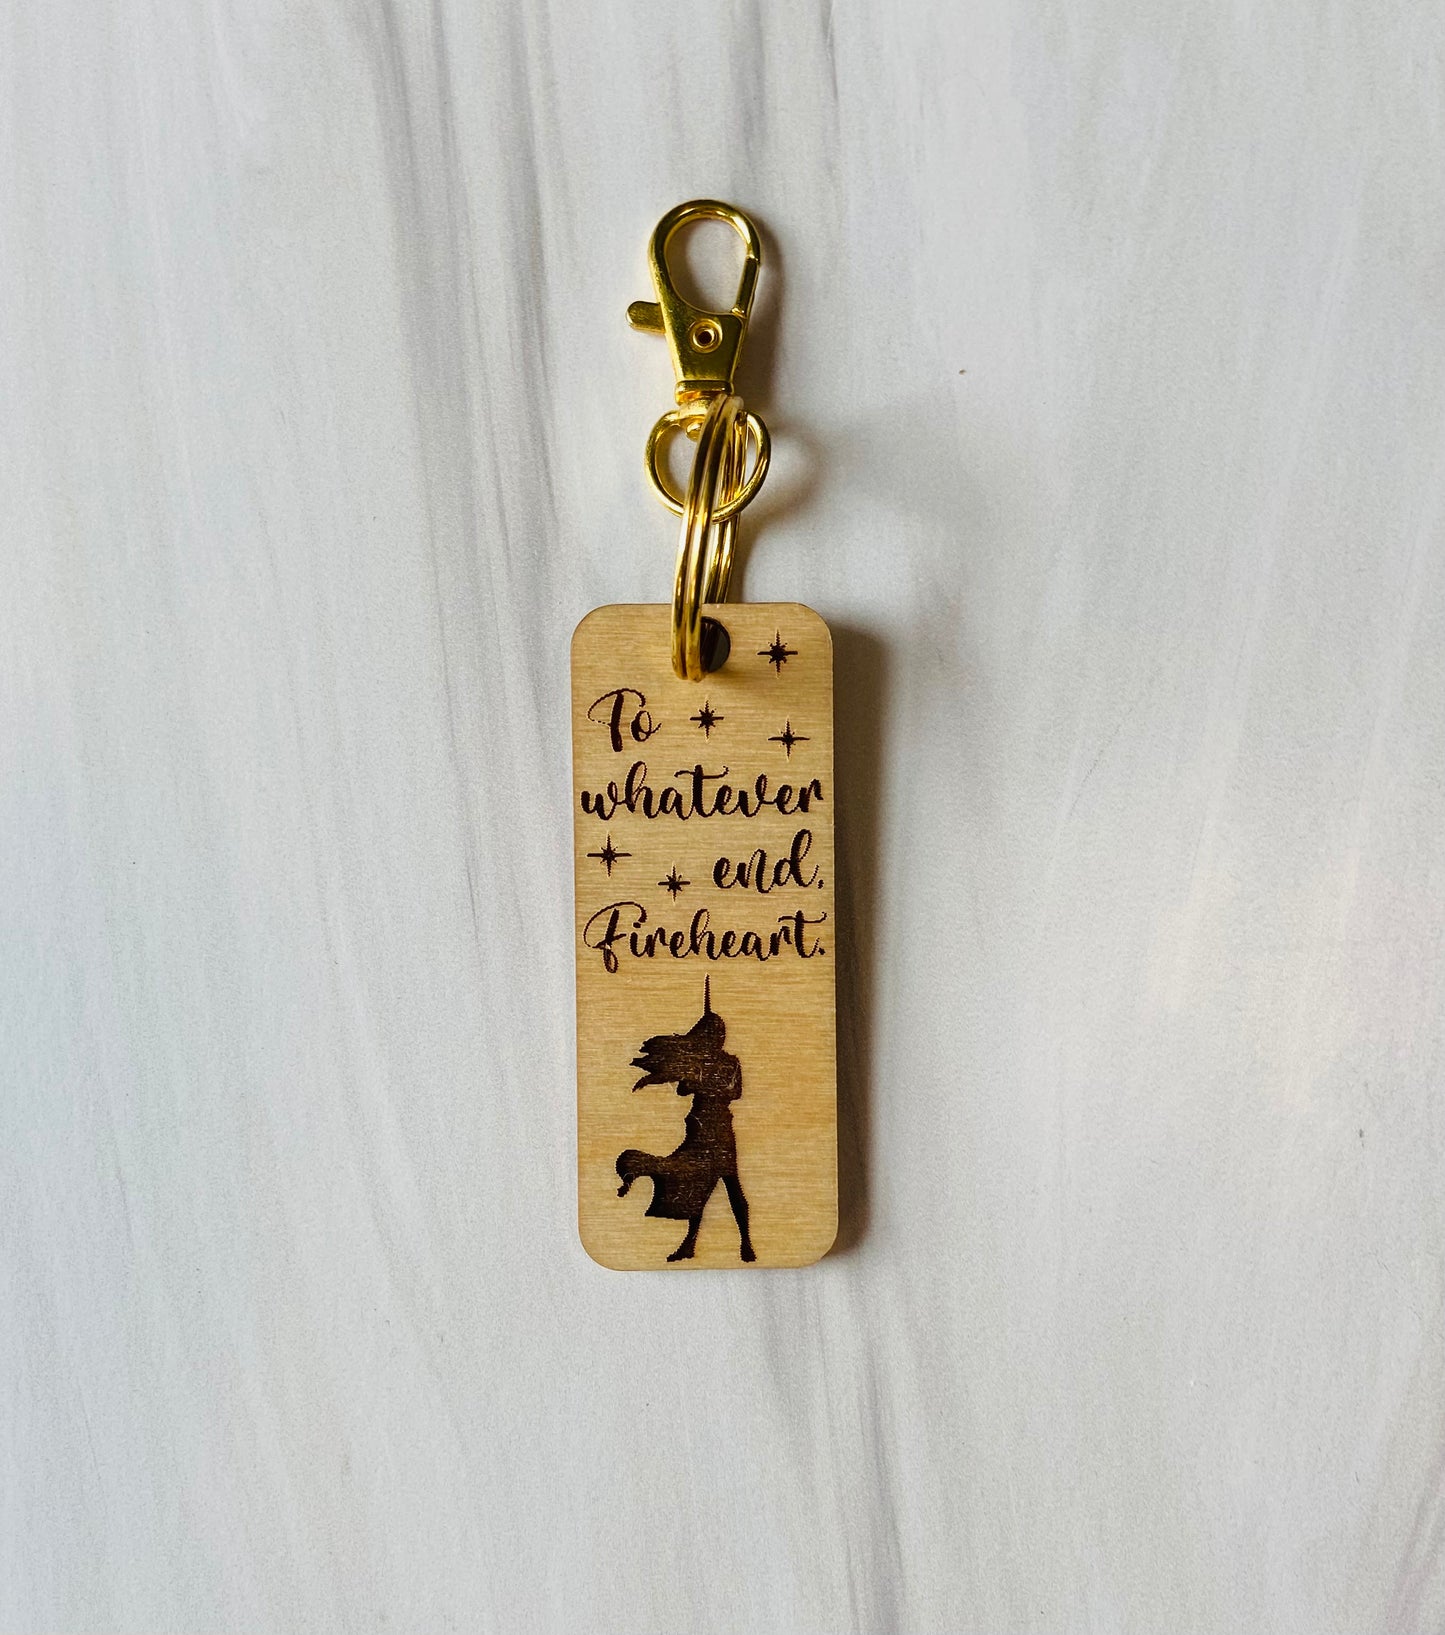 To
whatever
end,
Fireheart.